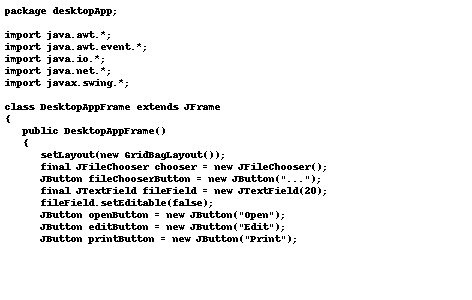 package desktopApp;

import java.awt.*;
import java.awt.event.*;
import java.io.*;
import java.net.*;
import javax.swing.*;

class DesktopAppFrame extends JFrame
{
   public DesktopAppFrame()
   {
      setLayout(new GridBagLayout());
      final JFileChooser chooser = new JFileChooser();
      JButton fileChooserButton = new JButton("...");
      final JTextField fileField = new JTextField(20);
      fileField.setEditable(false);
      JButton openButton = new JButton("Open");
      JButton editButton = new JButton("Edit");
      JButton printButton = new JButton("Print");